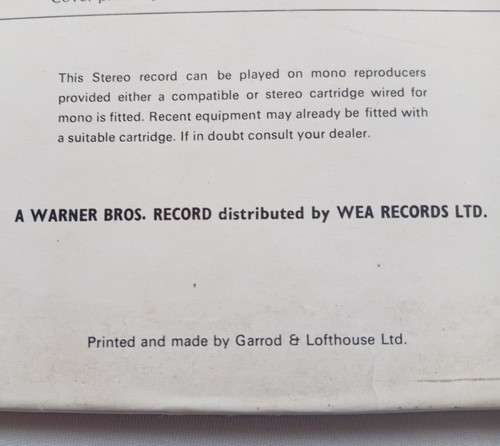 This Stereo record can be played on mono reproducers
provided either a compatible or stereo cartridge wired for
mono is fitted. Recent equipment may already be fitted with
a suitable cartridge. If in doubt consult your dealer.
A WARNER BROS. RECORD distributed by WEA RECORDS LTD.
Printed and made by Garrod & Lofthouse Ltd.